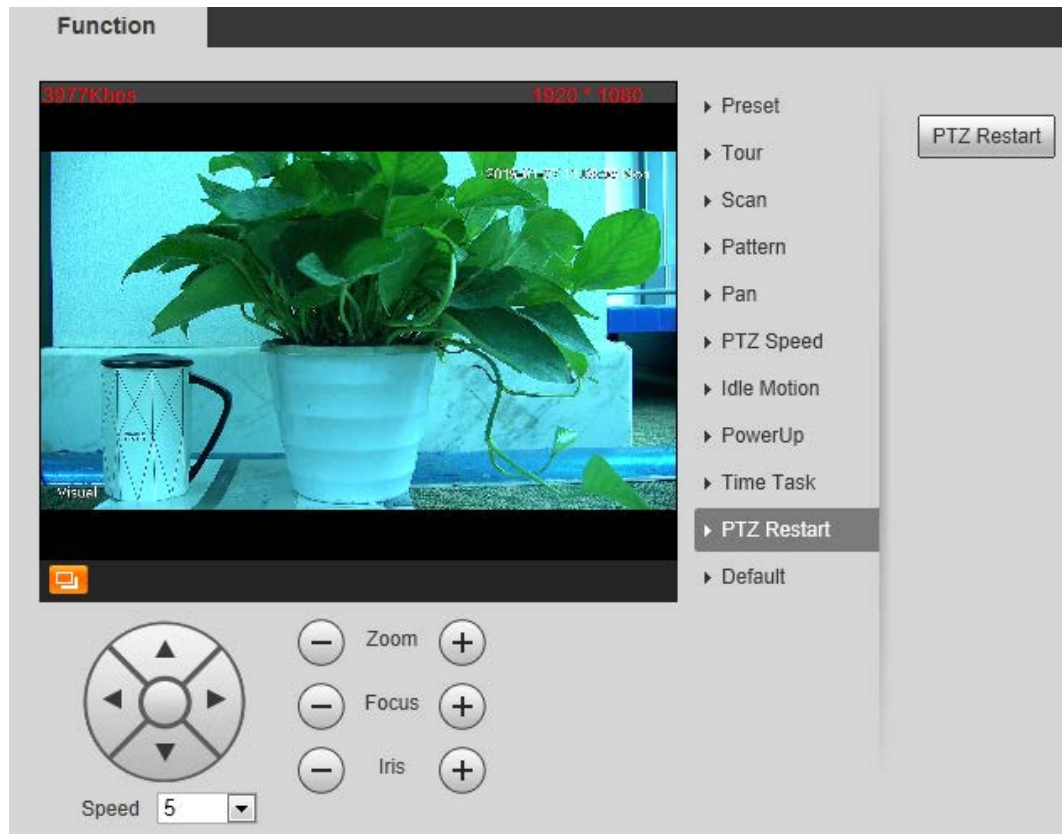 Function
3977Kbps
1920 * 1080
Visual
Preset
Tour
Scan
Pattern
Pan
PTZ Speed
Idle Motion
PowerUp
Time Task
PTZ Restart
Default
PTZ Restart
Zoom
Focus
Iris
Speed 5